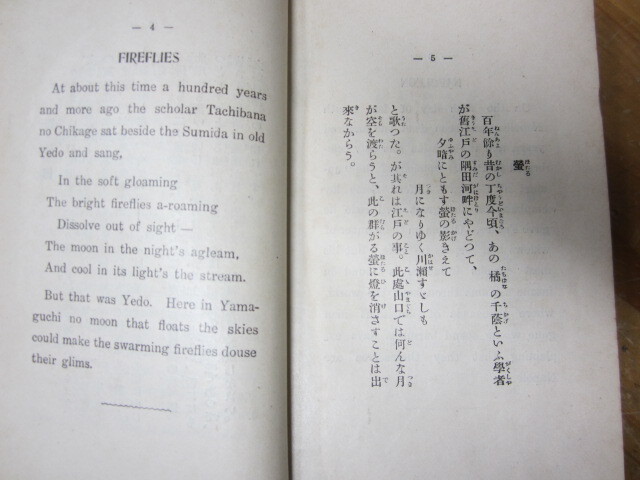 — 4 —
FIREFLIES
At about this time a hundred years
and more ago the scholar Tachibana
no Chikage sat beside the Sumida in old
Yedo and sang,
In the soft gloaming
The bright fireflies a-roaming
Dissolve out of sight —
The moon in the night's agleam,
And cool in its light's the stream.
But that was Yedo. Here in Yama-
guchi no moon that floats the skies
could make the swarming fireflies douse
their glims.
— 5 —
螢
百年餘り昔の丁度今頃、あの橘の千蔭といふ學者
が舊江戸の隅田河畔にやどつて、
夕暗にともす螢の影きえて
月になりゆく川瀬すゞしも
と歌つた。が其れは江戸の事。此處山口では何んな月
が空を渡らうと、此の群がる螢に燈を消さすことは出
來なからう。